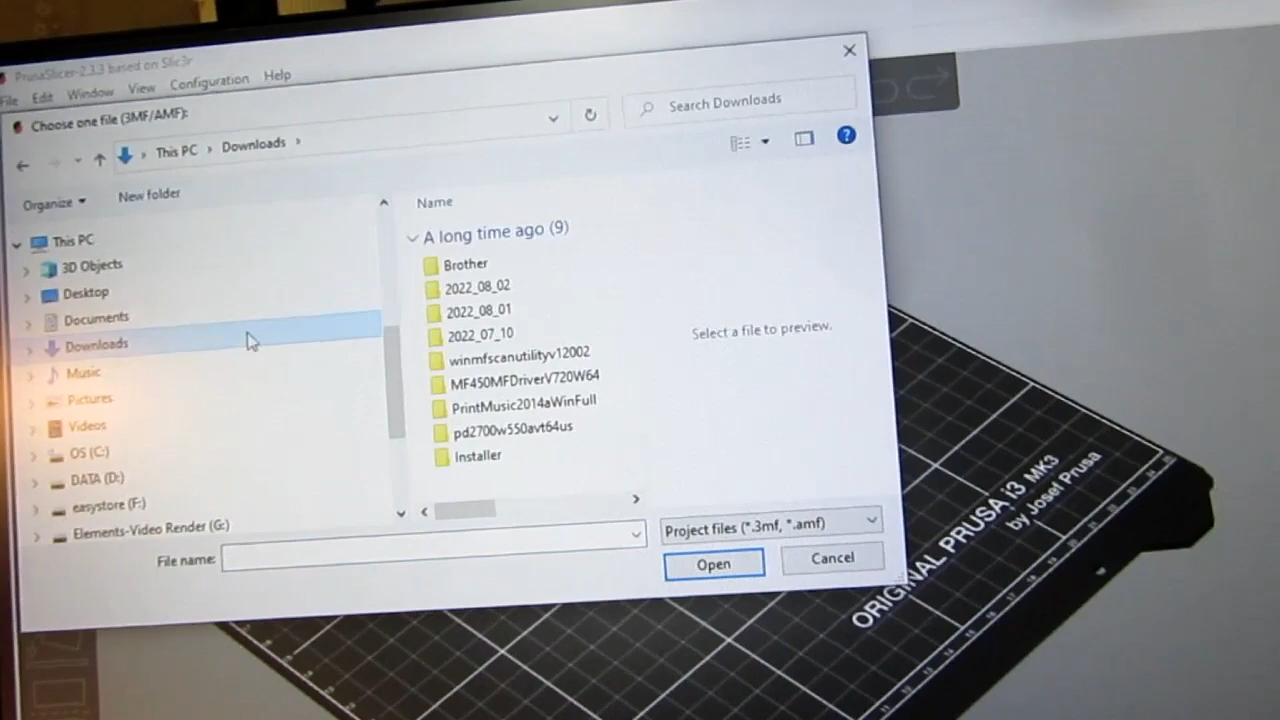 PrusaSlicer-2.3.3 based on Slic3r
File Edit Window View Configuration Help
Choose one file (3MF/AMF):
This PC > Downloads >
Search Downloads
Organize
New folder
This PC
3D Objects
Desktop
Documents
Downloads
Music
Pictures
Videos
OS (C:)
DATA (D:)
easystore (F:)
Elements-Video Render (G:)
Name
A long time ago (9)
Brother
2022_08_02
2022_08_01
2022_07_10
winmfscanutilityv12002
MF450MFDriverV720W64
PrintMusic2014aWinFull
pd2700w550avt64us
Installer
Select a file to preview.
File name:
Project files (*.3mf, *.amf)
Open
Cancel
ORIGINAL PRUSA i3 MK3
by Josef Prusa